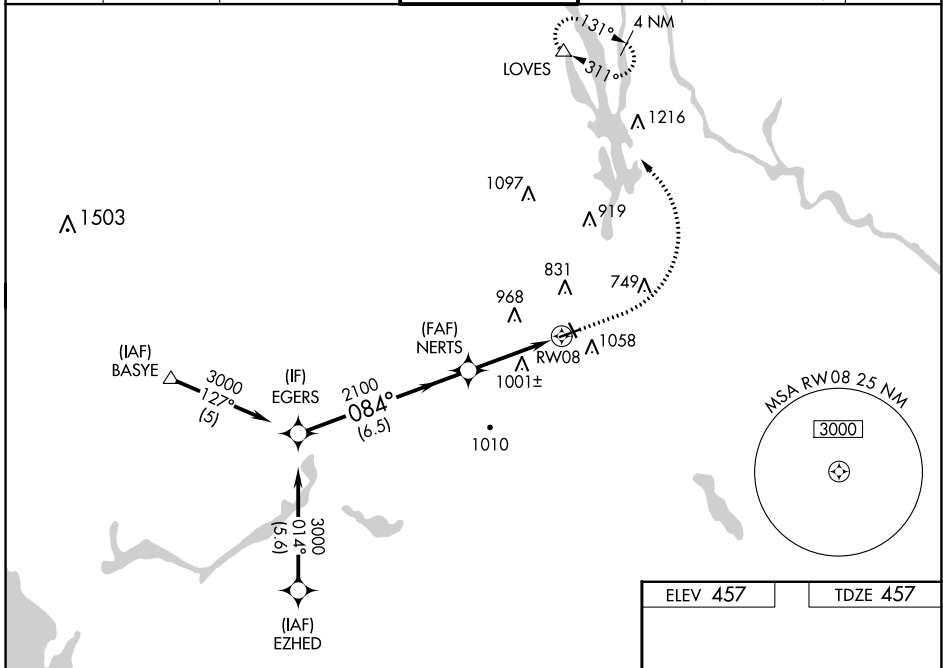 131°
4 NM
LOVES
311°
1216
1097
919
1503
831
749
968
(FAF)
NERTS
RW08
1058
1001±
(IAF)
BASYE
3000
127°
(5)
(IF)
EGERS
2100
084°
(6.5)
1010
3000
014°
(5.6)
(IAF)
EZHED
MSA RW08 25 NM
3000
ELEV 457
TDZE 457